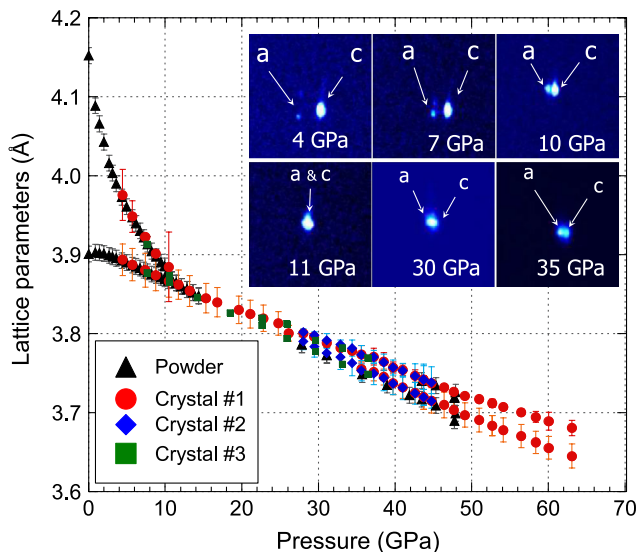 4.2
4.1
4.0
3.9
3.8
3.7
3.6
Lattice parameters (Å)
a c
4 GPa
a c
7 GPa
a c
10 GPa
a & c
11 GPa
a c
30 GPa
a c
35 GPa
Powder
Crystal #1
Crystal #2
Crystal #3
0 10 20 30 40 50 60 70
Pressure (GPa)